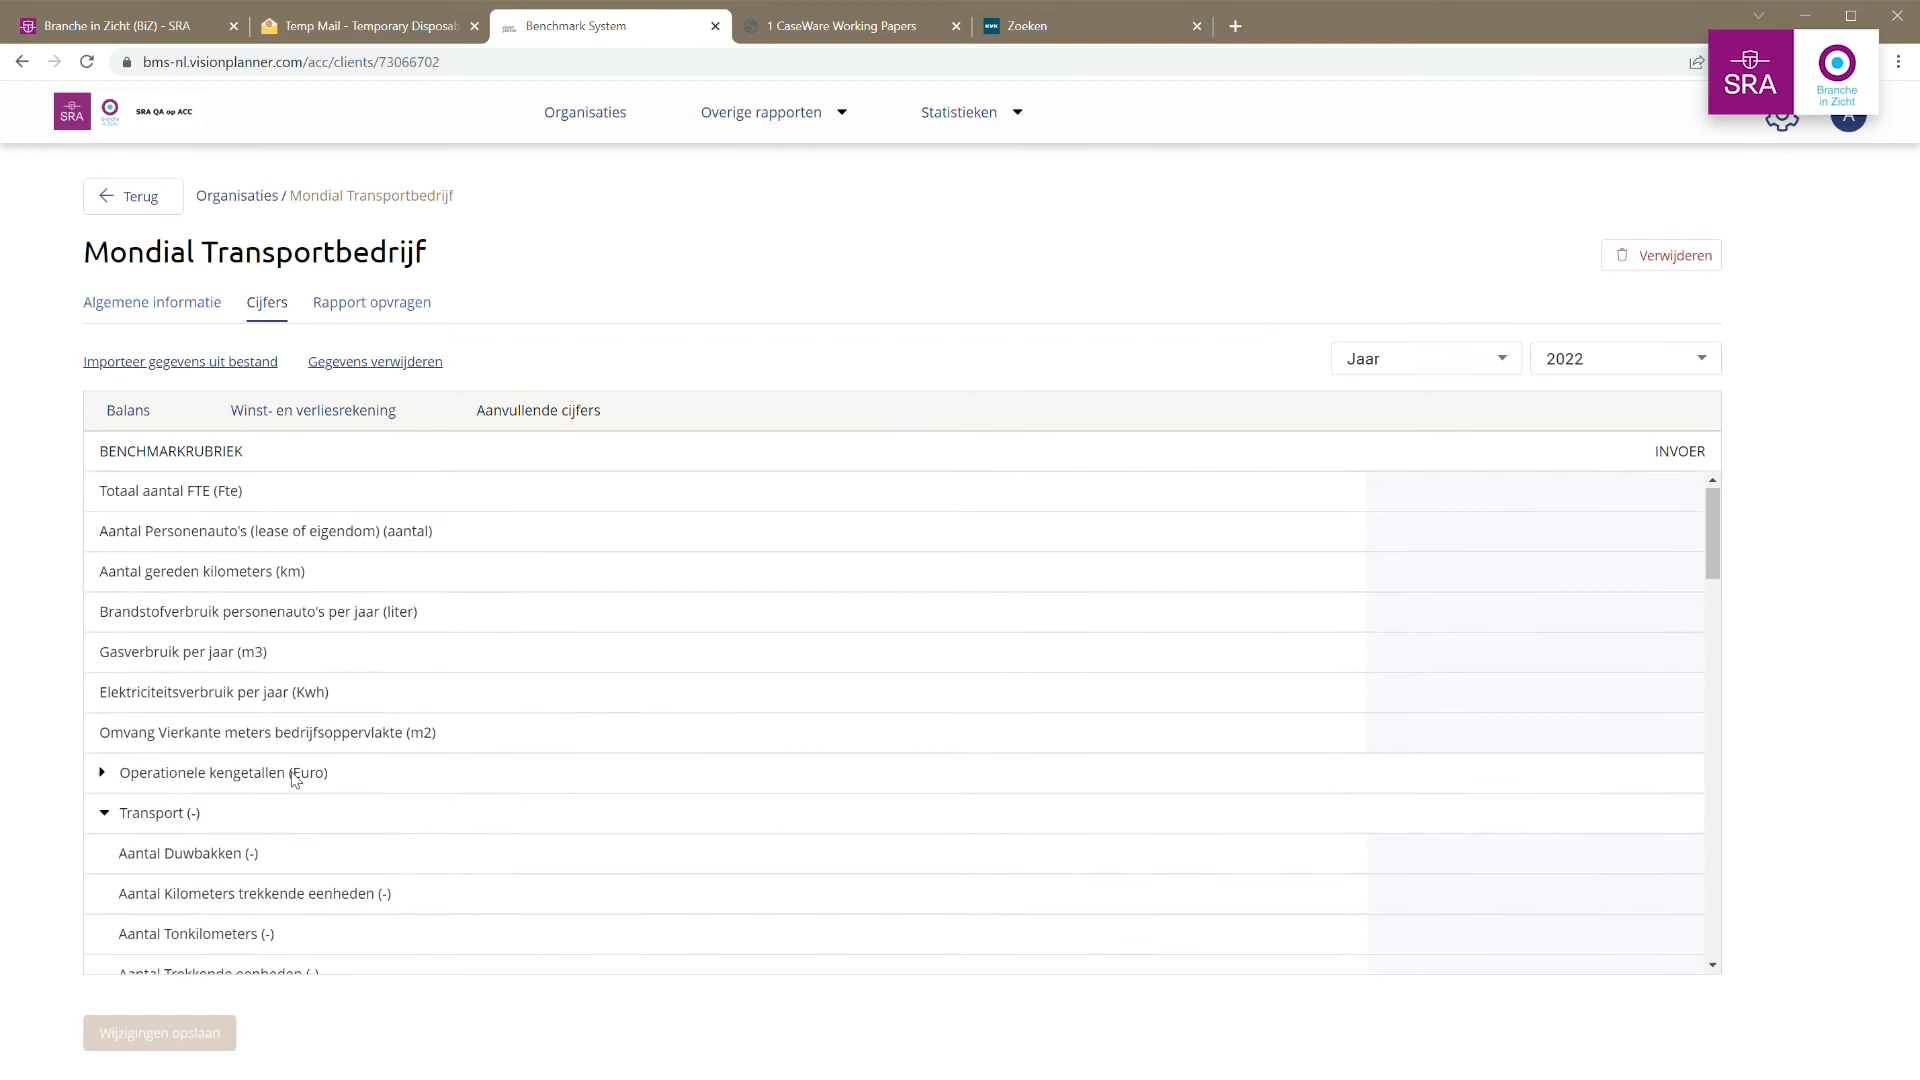 Branche in Zicht (BiZ) - SRA
Temp Mail - Temporary Disposab
Benchmark System
1 CaseWare Working Papers
KVK Zoeken
bms-nl.visionplanner.com/acc/clients/73066702
SRA
Branche
in Zicht
SRA
SRA QA op ACC
Organisaties
Overige rapporten
Statistieken
A
Terug
Organisaties / Mondial Transportbedrijf
Mondial Transportbedrijf
Verwijderen
Algemene informatie
Cijfers
Rapport opvragen
Importeer gegevens uit bestand
Gegevens verwijderen
Jaar
2022
Balans
Winst- en verliesrekening
Aanvullende cijfers
BENCHMARKRUBRIEK
INVOER
Totaal aantal FTE (Fte)
Aantal Personenauto's (lease of eigendom) (aantal)
Aantal gereden kilometers (km)
Brandstofverbruik personenauto's per jaar (liter)
Gasverbruik per jaar (m3)
Elektriciteitsverbruik per jaar (Kwh)
Omvang Vierkante meters bedrijfsoppervlakte (m2)
Operationele kengetallen (Euro)
Transport (-)
Aantal Duwbakken (-)
Aantal Kilometers trekkende eenheden (-)
Aantal Tonkilometers (-)
Aantal Trekkende eenheden (-)
Wijzigingen opslaan